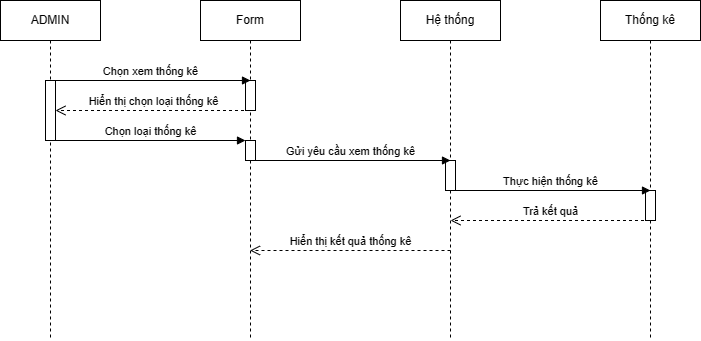 ADMIN
Form
Hệ thống
Thống kê
Chọn xem thống kê
Hiển thị chọn loại thống kê
Chọn loại thống kê
Gửi yêu cầu xem thống kê
Thực hiện thống kê
Trả kết quả
Hiển thị kết quả thống kê